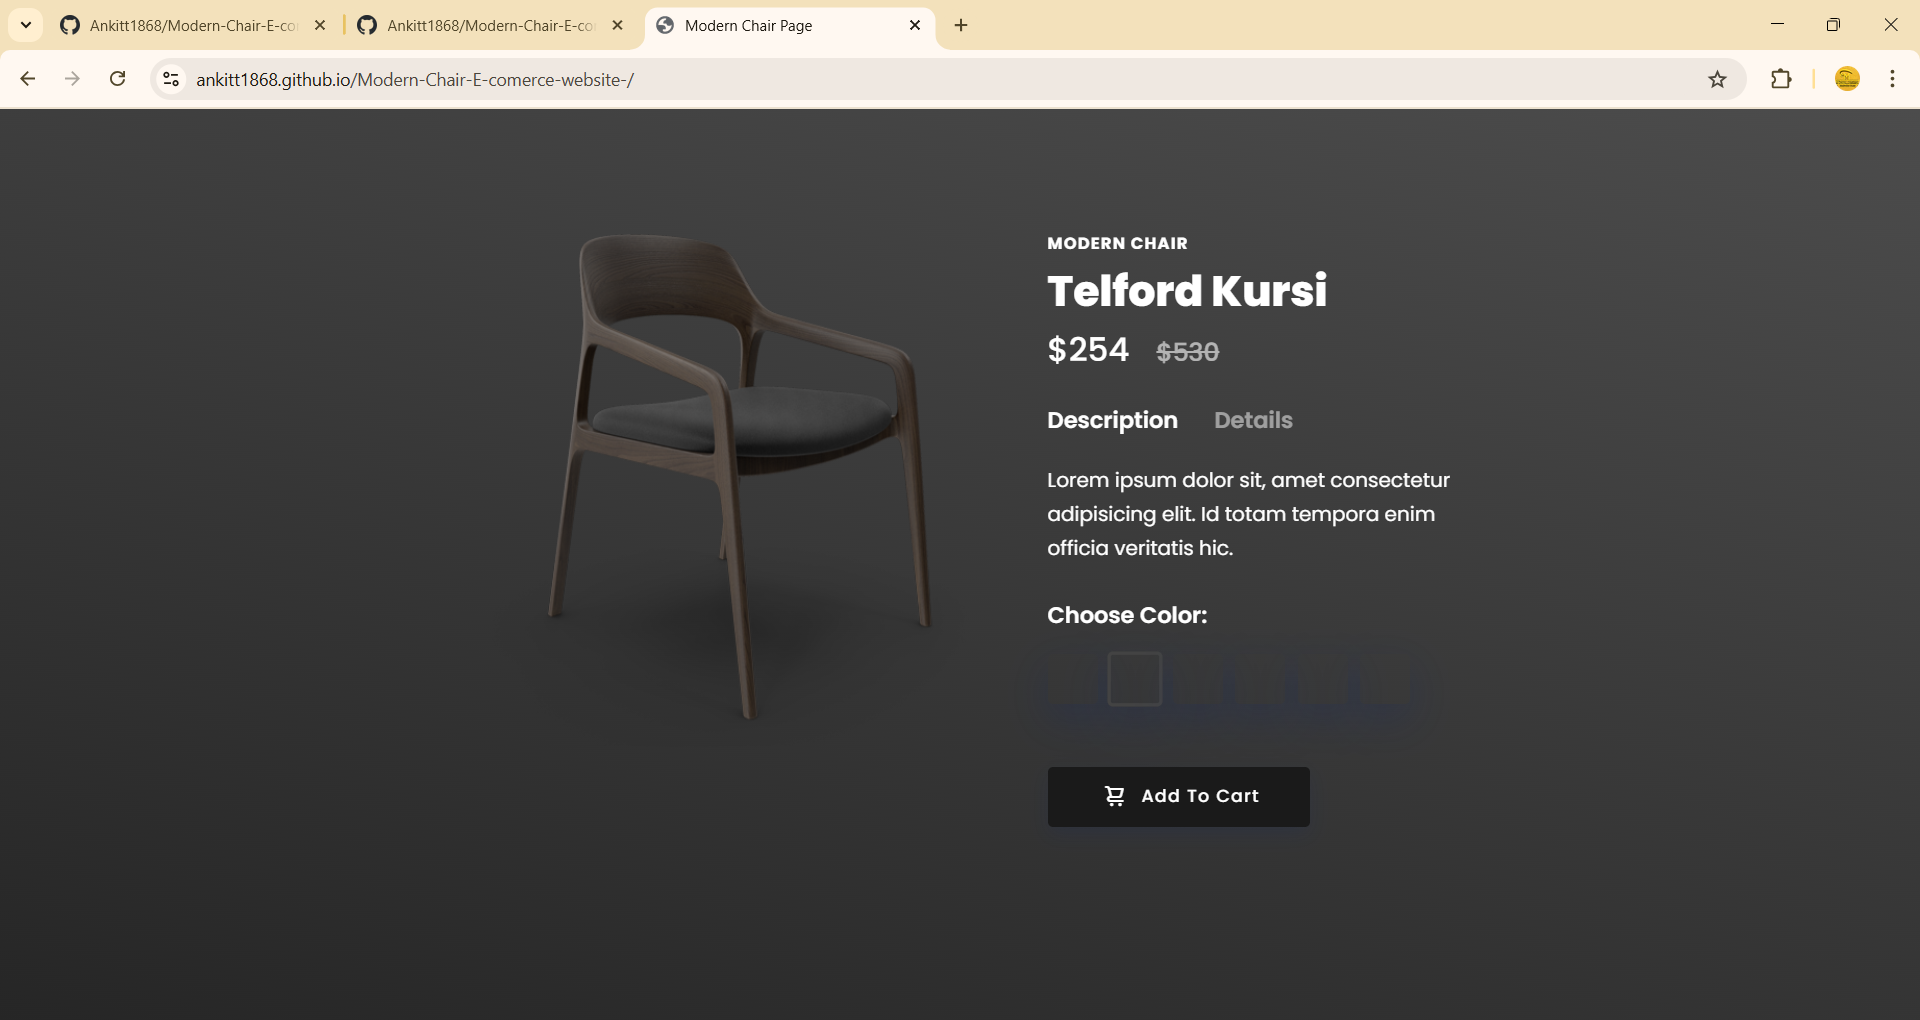 Ankitt1868/Modern-Chair-E-co
Ankitt1868/Modern-Chair-E-co
Modern Chair Page
ankitt1868.github.io/Modern-Chair-E-comerce-website-/
MODERN CHAIR
Telford Kursi
$254 $530
Description Details
Lorem ipsum dolor sit, amet consectetur
adipisicing elit. Id totam tempora enim
officia veritatis hic.
Choose Color:
Add To Cart